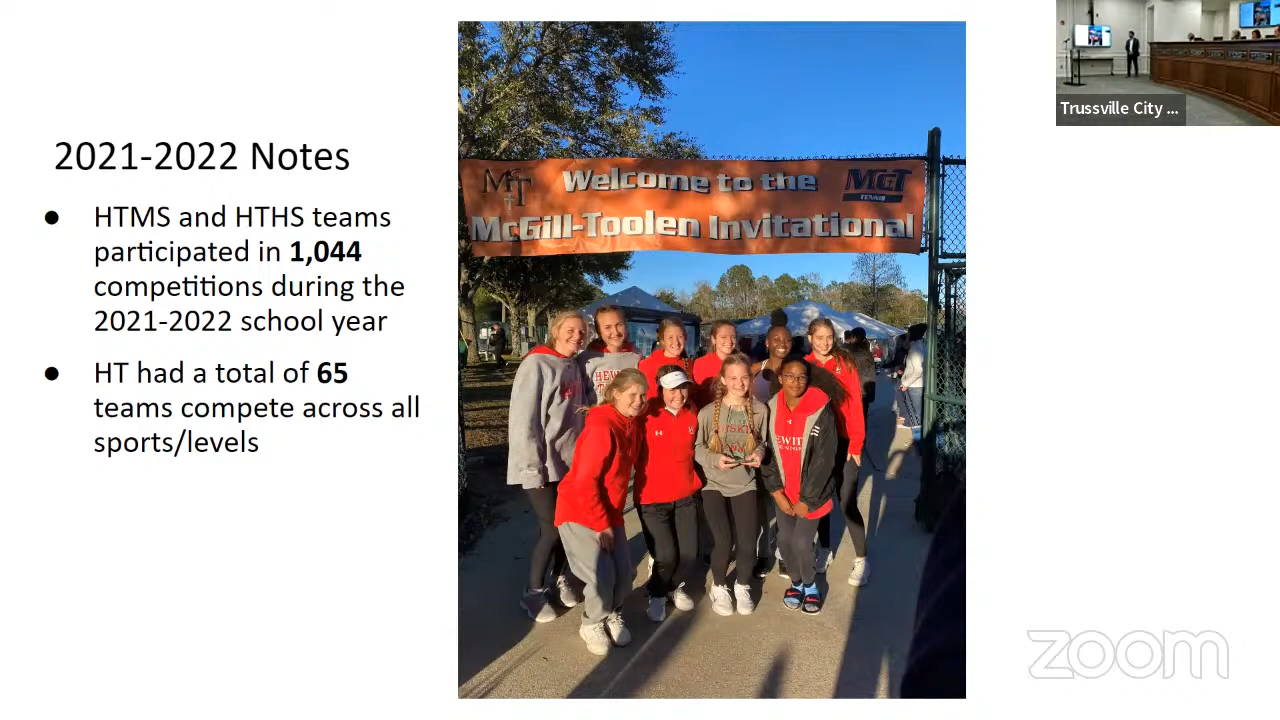 2021-2022 Notes
● HTMS and HTHS teams
participated in 1,044
competitions during the
2021-2022 school year
● HT had a total of 65
teams compete across all
sports/levels
Welcome to the
McGill-Toolen Invitational
TENNIS
Trussville City ...
zoom